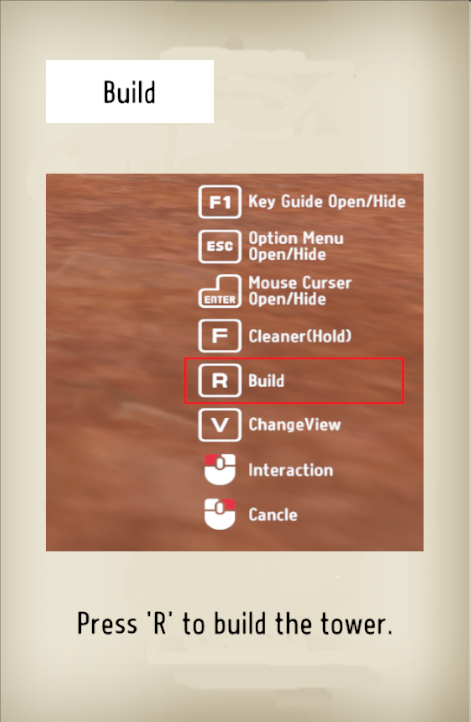 Build
F1 Key Guide Open/Hide
ESC Option Menu
Open/Hide
ENTER Mouse Curser
Open/Hide
F Cleaner(Hold)
R Build
V ChangeView
Interaction
Cancle
Press 'R' to build the tower.